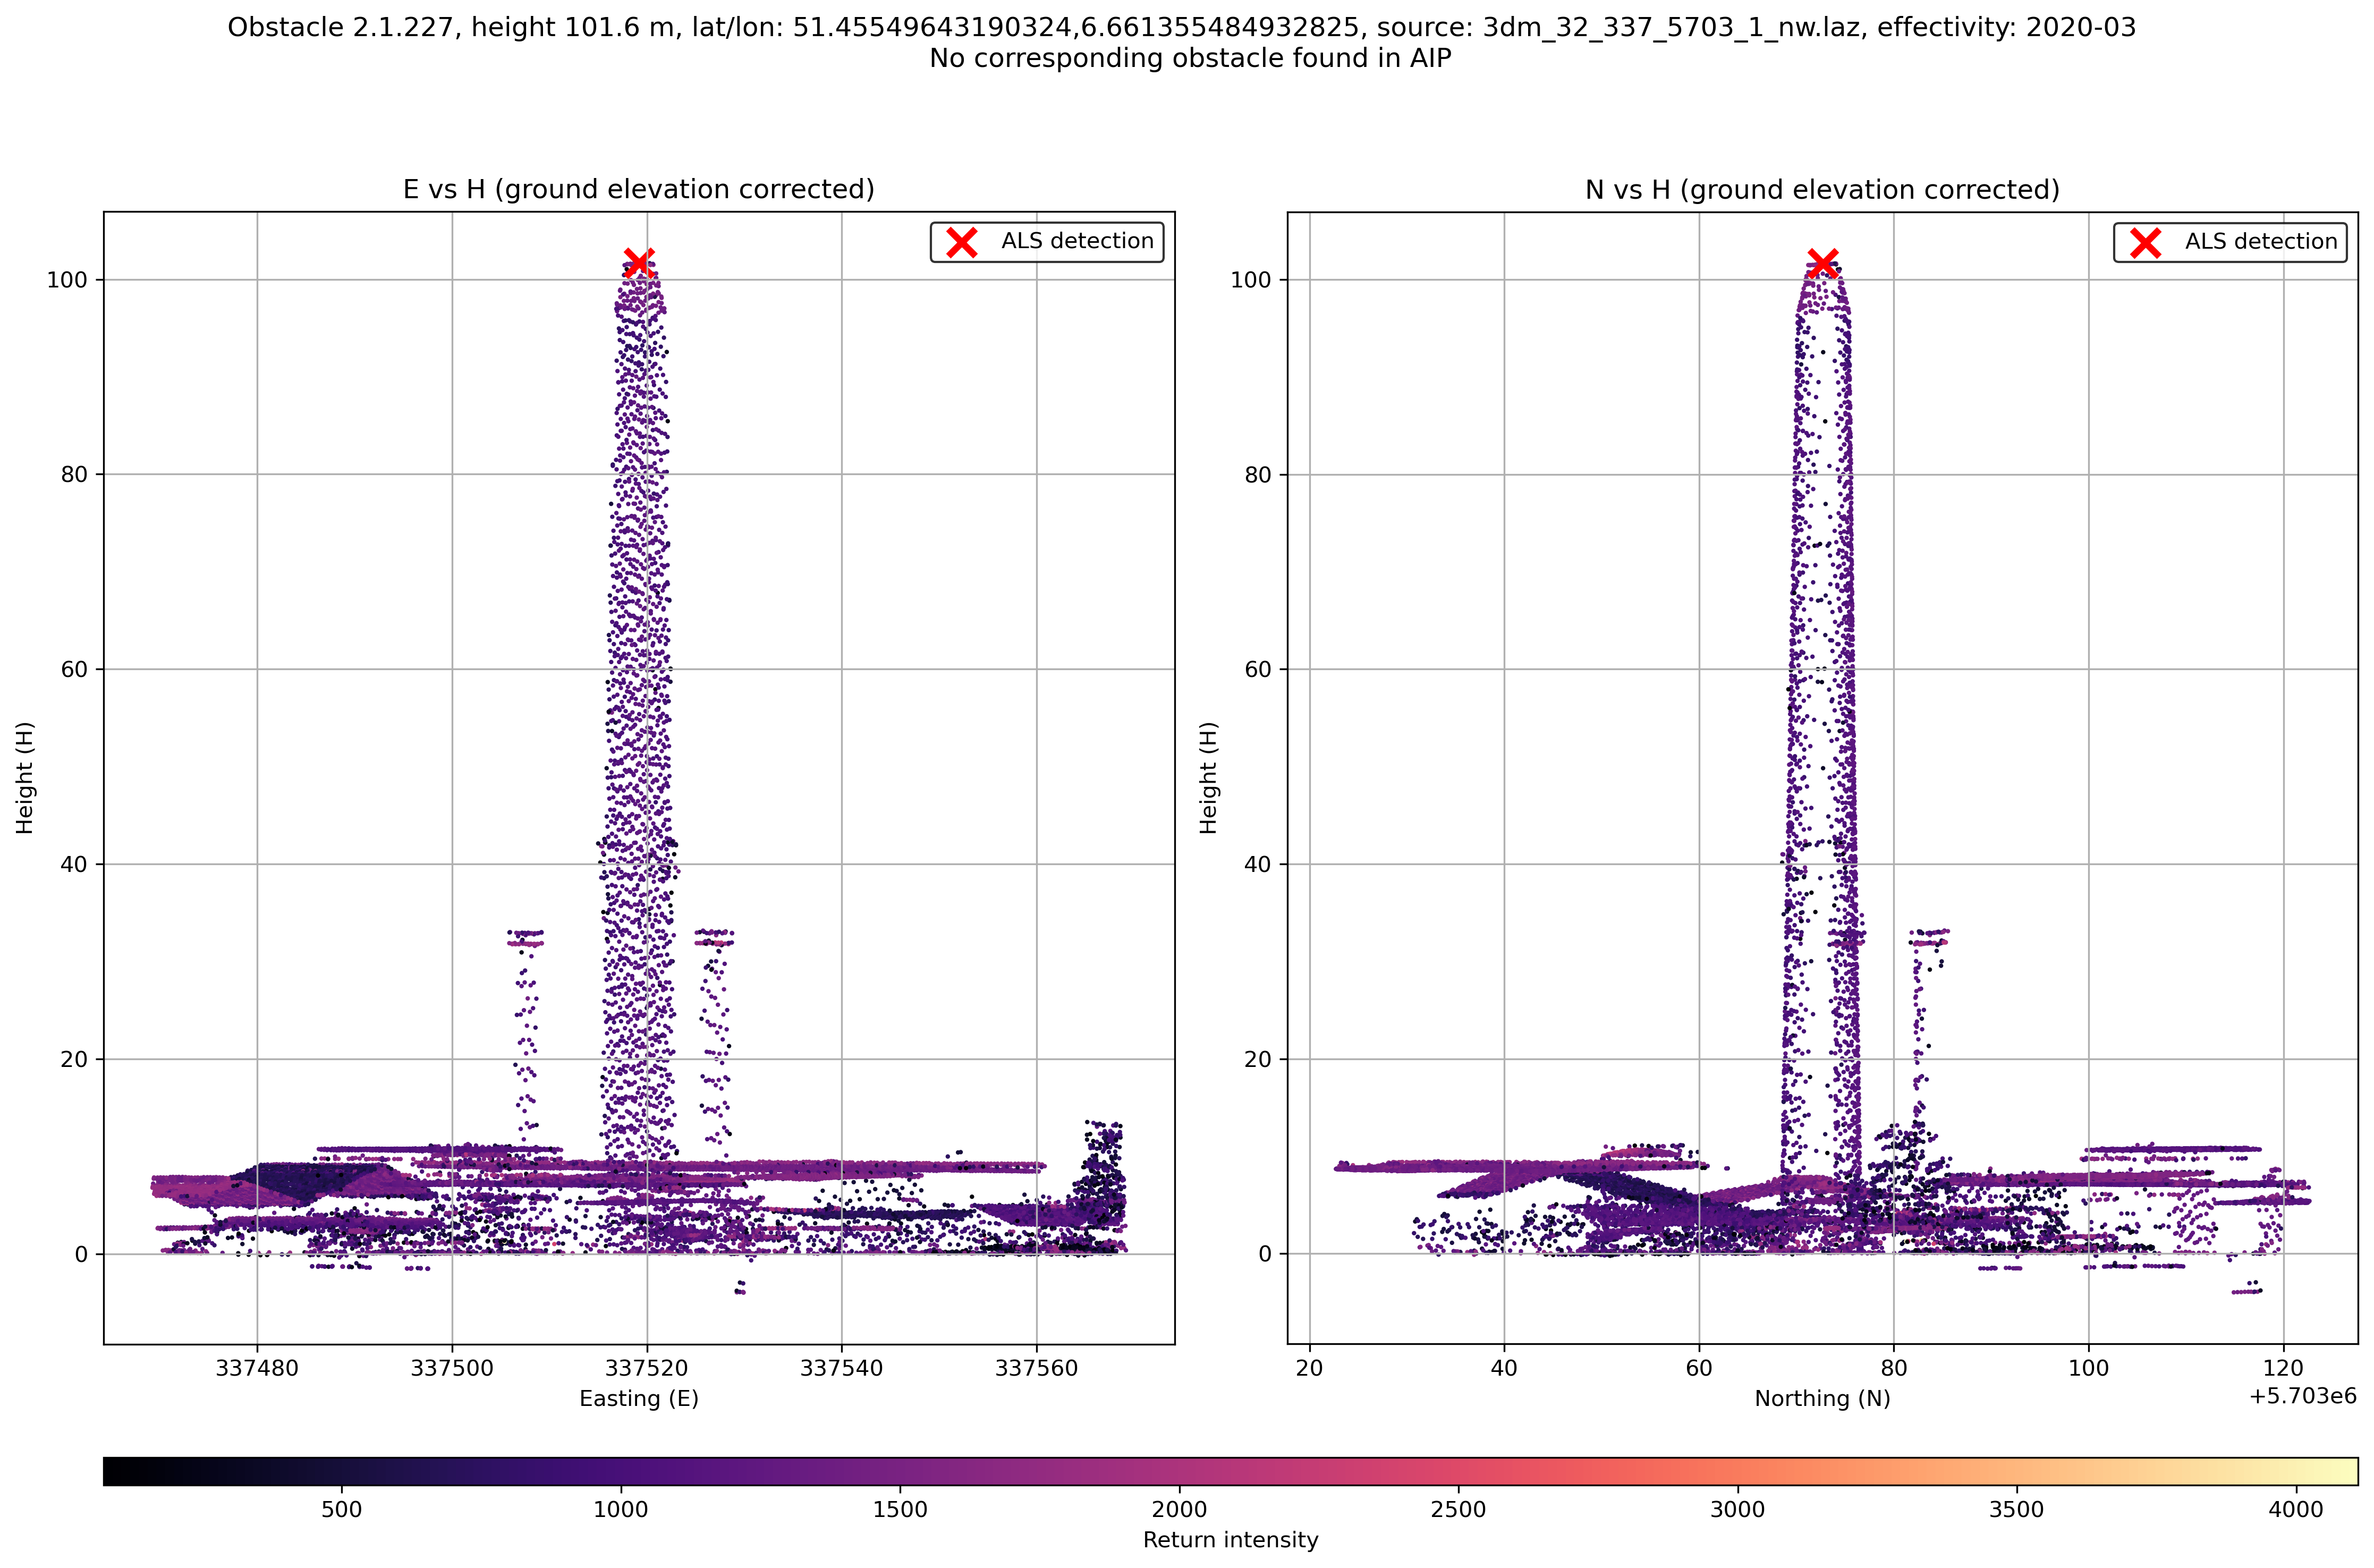 Obstacle 2.1.227, height 101.6 m, lat/lon: 51.45549643190324,6.661355484932825, source: 3dm_32_337_5703_1_nw.laz, effectivity: 2020-03
No corresponding obstacle found in AIP
E vs H (ground elevation corrected)
ALS detection
100
80
60
40
20
0
Height (H)
337480 337500 337520 337540 337560
Easting (E)
N vs H (ground elevation corrected)
ALS detection
100
80
60
40
20
0
Height (H)
20 40 60 80 100 120
+5.703e6
Northing (N)
500 1000 1500 2000 2500 3000 3500 4000
Return intensity